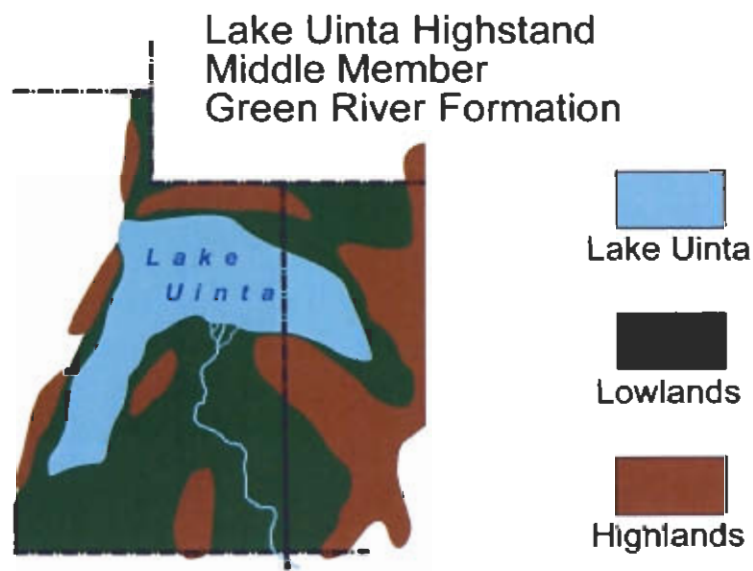 Lake Uinta Highstand
Middle Member
Green River Formation
Lake
Uinta
Lake Uinta
Lowlands
Highlands